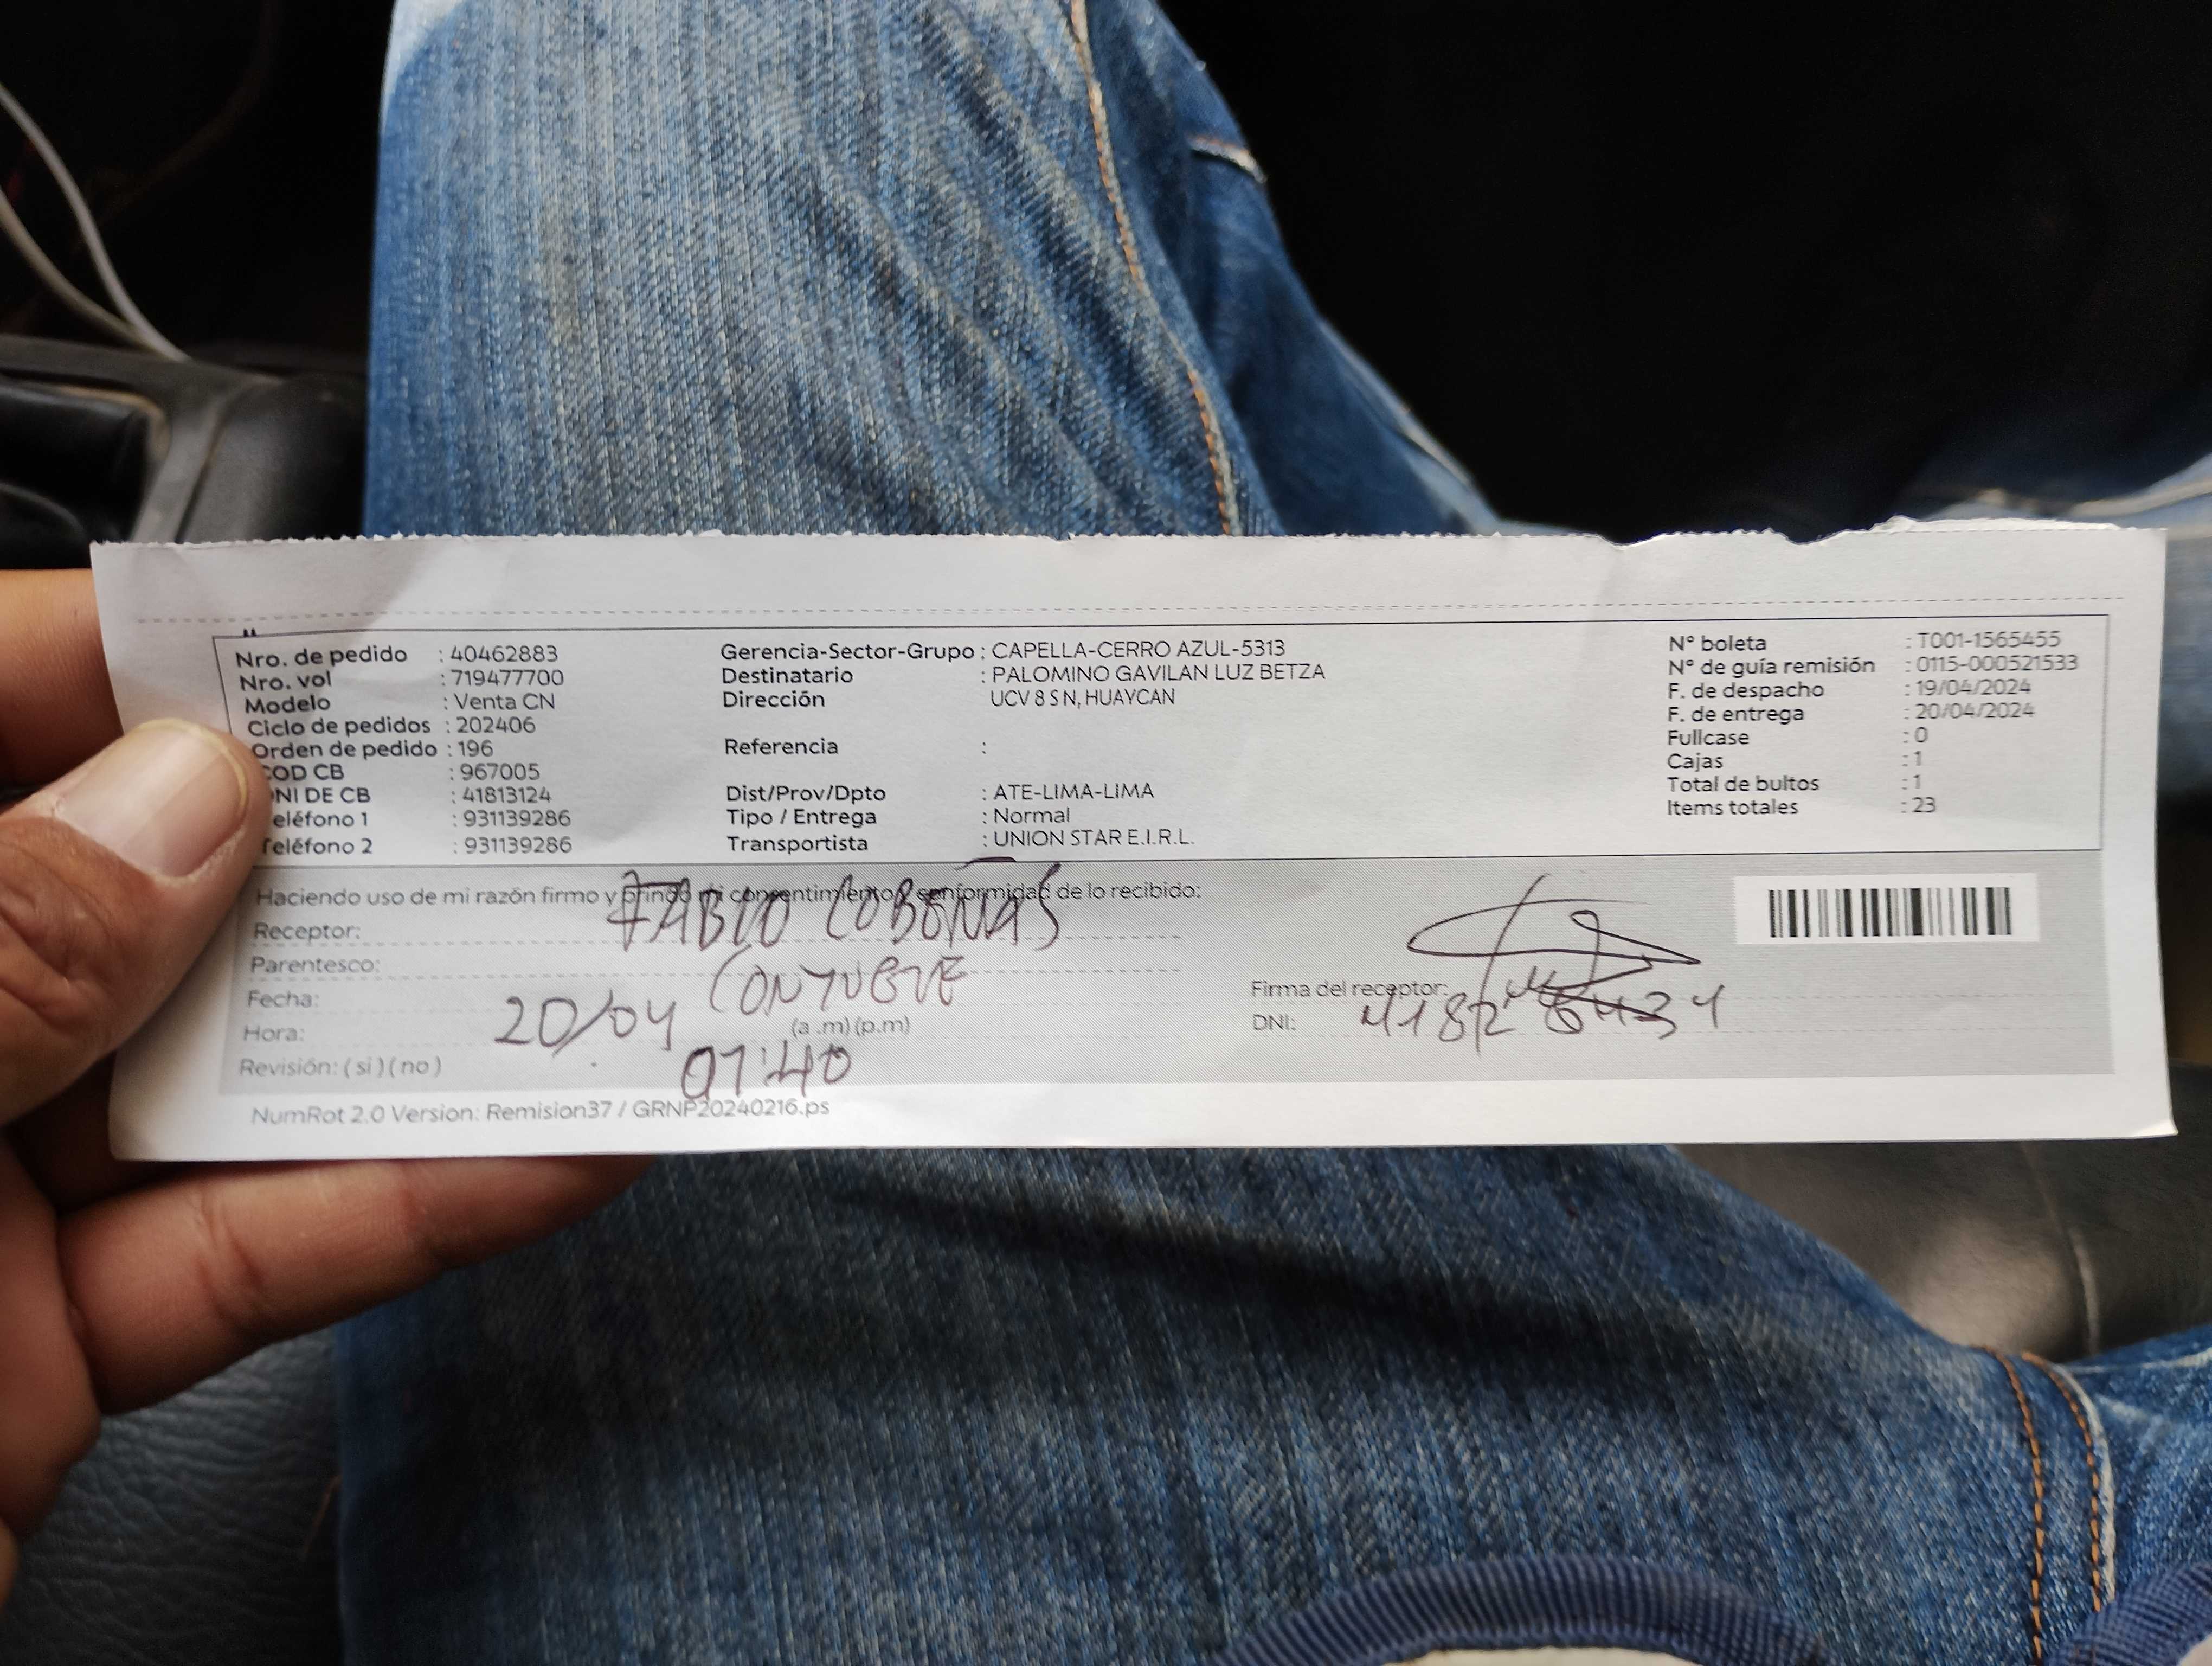 Nro. de pedido : 40462883
Nro. vol : 719477700
Modelo : Venta CN
Ciclo de pedidos : 202406
Orden de pedido : 196
COD CB : 967005
NI DE CB : 41813124
eléfono 1 : 931139286
Teléfono 2 : 931139286
Gerencia-Sector-Grupo : CAPELLA-CERRO AZUL-5313
Destinatario : PALOMINO GAVILAN LUZ BETZA
Dirección UCV 8 S N, HUAYCAN
Referencia :
Dist/Prov/Dpto : ATE-LIMA-LIMA
Tipo / Entrega : Normal
Transportista : UNION STAR E.I.R.L.
N° boleta : T001-1565455
N° de guía remisión : 0115-000521533
F. de despacho : 19/04/2024
F. de entrega : 20/04/2024
Fullcase : 0
Cajas : 1
Total de bultos : 1
Items totales : 23
Haciendo uso de mi razón firmo y brindo mi consentimiento y conformidad de lo recibido:
Receptor: FABIO COBEÑAS
Parentesco: CONYUGUE
Fecha: 20/04
Hora: (a .m) (p.m) 07:40
Revisión: ( si ) ( no )
Firma del receptor:
DNI:
NumRot 2.0 Version: Remision37 / GRNP20240216.ps